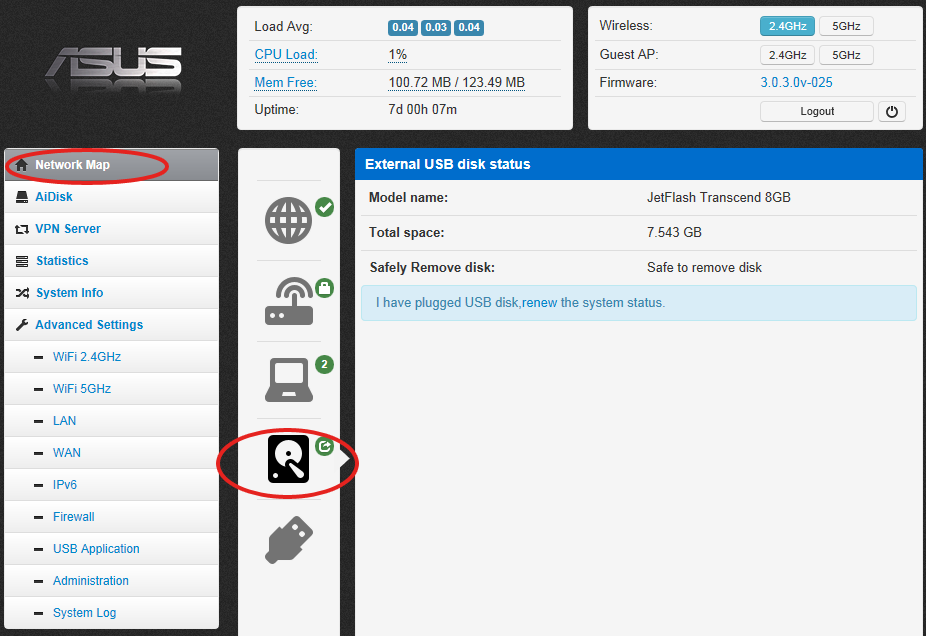 ASUS
Load Avg: 0.04 0.03 0.04
CPU Load: 1%
Mem Free: 100.72 MB / 123.49 MB
Uptime: 7d 00h 07m
Wireless: 2.4GHz 5GHz
Guest AP: 2.4GHz 5GHz
Firmware: 3.0.3.0v-025
Logout
Network Map
AiDisk
VPN Server
Statistics
System Info
Advanced Settings
WiFi 2.4GHz
WiFi 5GHz
LAN
WAN
IPv6
Firewall
USB Application
Administration
System Log
2
External USB disk status
Model name: JetFlash Transcend 8GB
Total space: 7.543 GB
Safely Remove disk: Safe to remove disk
I have plugged USB disk,renew the system status.